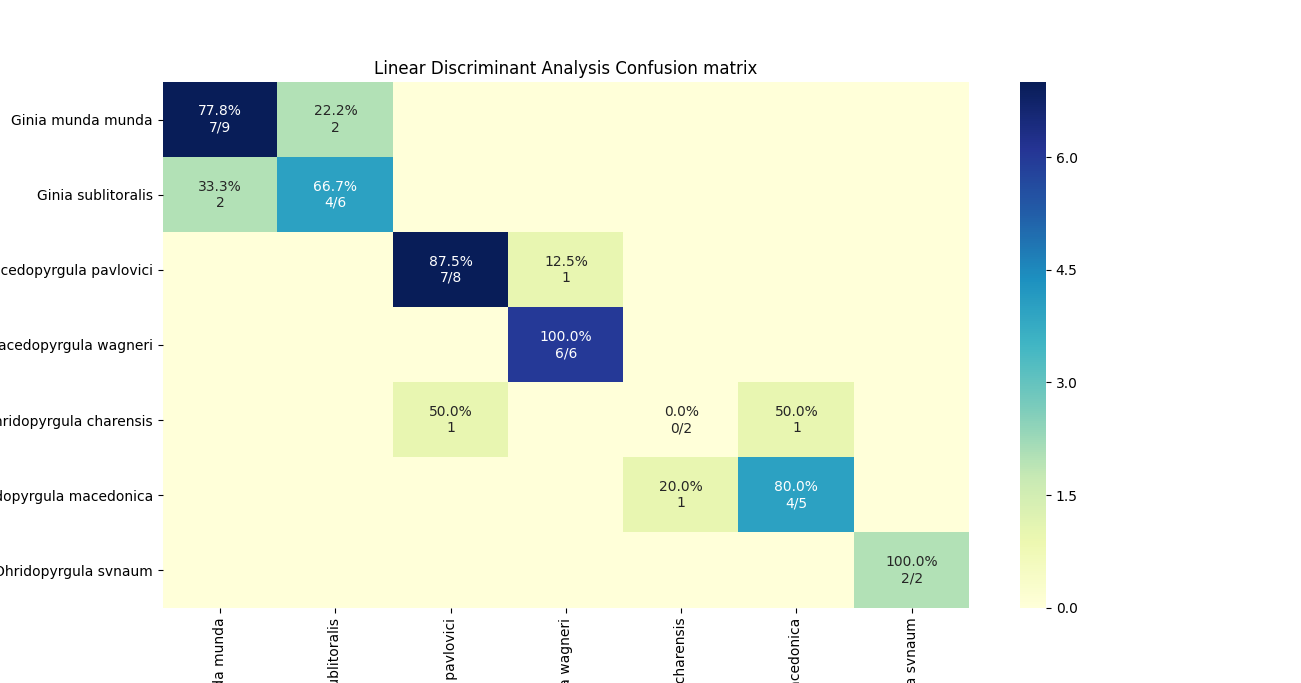 Linear Discriminant Analysis Confusion matrix
Ginia munda munda
77.8%
7/9
22.2%
2
Ginia sublitoralis
33.3%
2
66.7%
4/6
cedopyrgula pavlovici
87.5%
7/8
12.5%
1
acedopyrgula wagneri
100.0%
6/6
hridopyrgula charensis
50.0%
1
0.0%
0/2
50.0%
1
dopyrgula macedonica
20.0%
1
80.0%
4/5
Ohridopyrgula svnaum
100.0%
2/2
6.0
4.5
3.0
1.5
0.0
da munda
ublitoralis
pavlovici
a wagneri
charensis
cedonica
a svnaum